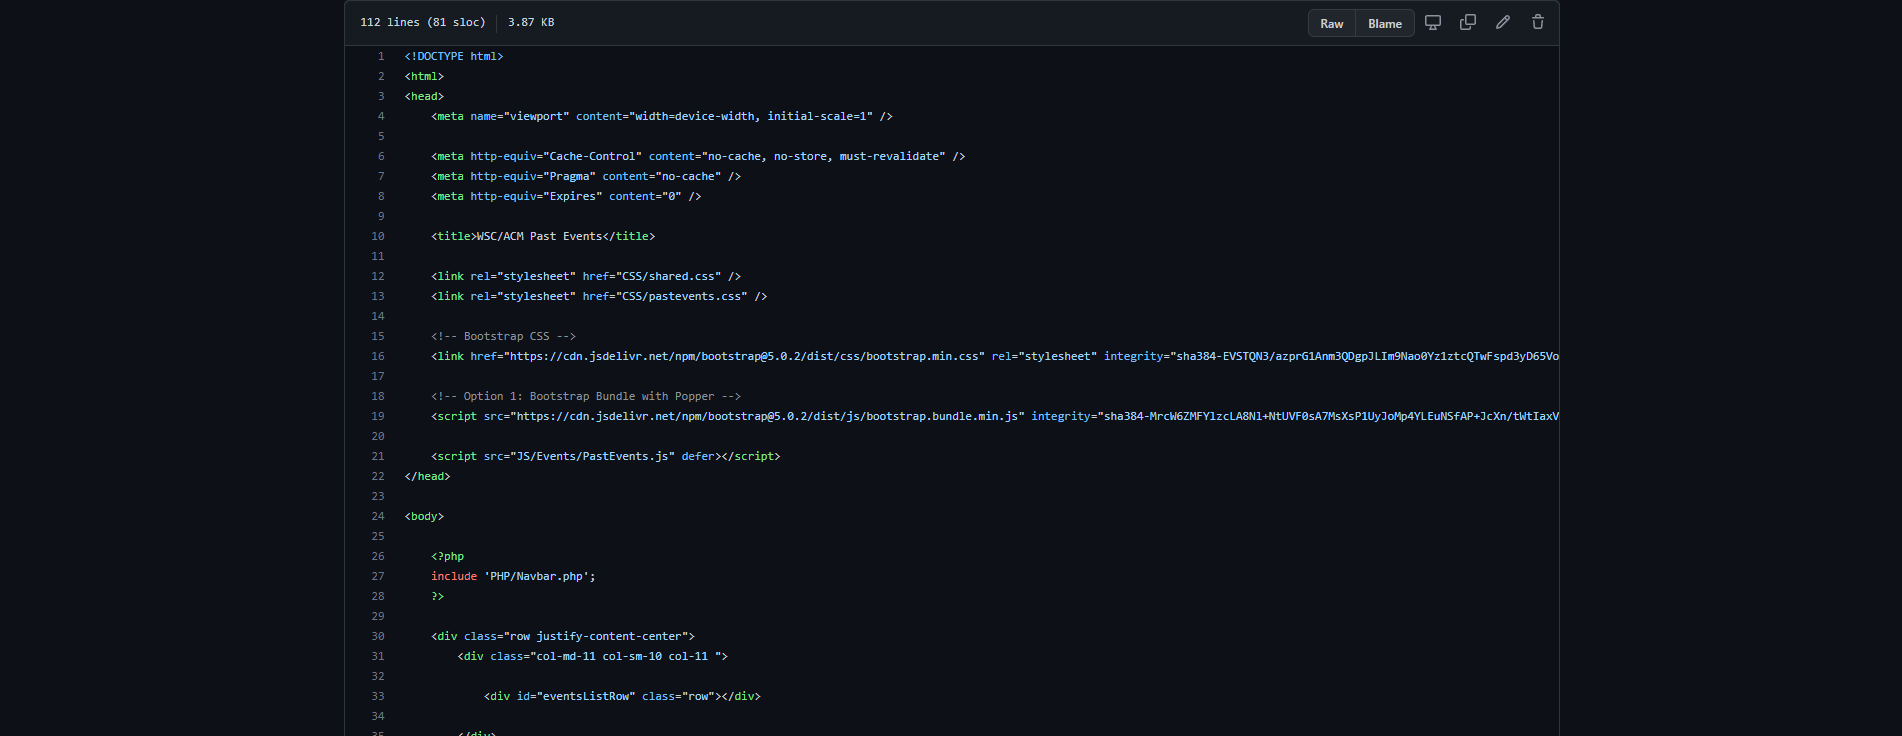 112 lines (81 sloc) 3.87 KB Raw Blame
1 <!DOCTYPE html>
2 <html>
3 <head>
4 <meta name="viewport" content="width=device-width, initial-scale=1" />
5
6 <meta http-equiv="Cache-Control" content="no-cache, no-store, must-revalidate" />
7 <meta http-equiv="Pragma" content="no-cache" />
8 <meta http-equiv="Expires" content="0" />
9
10 <title>WSC/ACM Past Events</title>
11
12 <link rel="stylesheet" href="CSS/shared.css" />
13 <link rel="stylesheet" href="CSS/pastevents.css" />
14
15 <!-- Bootstrap CSS -->
16 <link href="https://cdn.jsdelivr.net/npm/bootstrap@5.0.2/dist/css/bootstrap.min.css" rel="stylesheet" integrity="sha384-EVSTQN3/azprG1Anm3QDgpJLIm9Nao0Yz1ztcQTwFspd3yD65Vo
17
18 <!-- Option 1: Bootstrap Bundle with Popper -->
19 <script src="https://cdn.jsdelivr.net/npm/bootstrap@5.0.2/dist/js/bootstrap.bundle.min.js" integrity="sha384-MrcW6ZMFYlzcLA8Nl+NtUVF0sA7MsXsP1UyJoMp4YLEuNSfAP+JcXn/tWtIaxV
20
21 <script src="JS/Events/PastEvents.js" defer></script>
22 </head>
23
24 <body>
25
26 <?php
27 include 'PHP/Navbar.php';
28 ?>
29
30 <div class="row justify-content-center">
31 <div class="col-md-11 col-sm-10 col-11 ">
32
33 <div id="eventsListRow" class="row"></div>
34
35 </div>